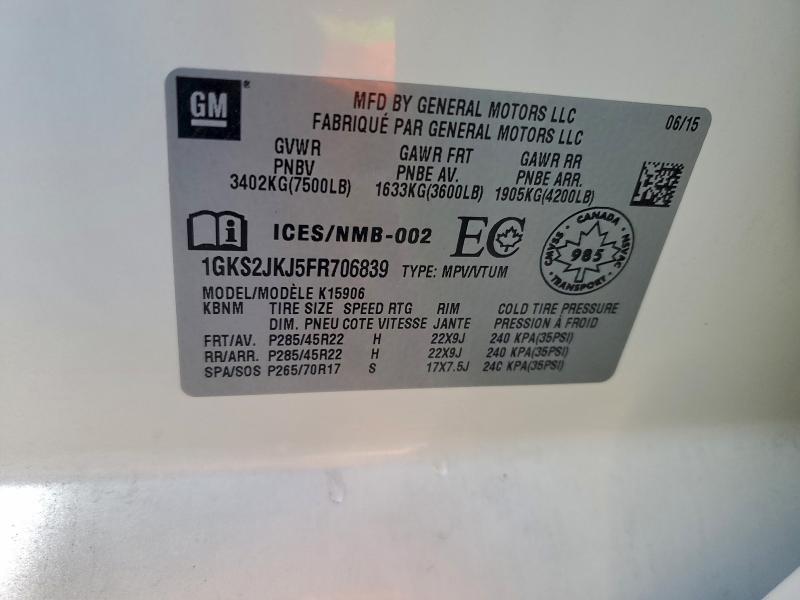 GM
MFD BY GENERAL MOTORS LLC
FABRIQUÉ PAR GENERAL MOTORS LLC
06/15
GVWR GAWR FRT GAWR RR
PNBV PNBE AV. PNBE ARR.
3402KG(7500LB) 1633KG(3600LB) 1905KG(4200LB)
i ICES/NMB-002 EC
CANADA
CMVSS 985 NSVAC
TRANSPORT
1GKS2JKJ5FR706839 TYPE: MPV/VTUM
MODEL/MODÈLE K15906
KBNM TIRE SIZE SPEED RTG RIM COLD TIRE PRESSURE
DIM. PNEU COTE VITESSE JANTE PRESSION À FROID
FRT/AV. P285/45R22 H 22X9J 240 KPA(35PSI)
RR/ARR. P285/45R22 H 22X9J 240 KPA(35PSI)
SPA/SOS P265/70R17 S 17X7.5J 240 KPA(35PSI)